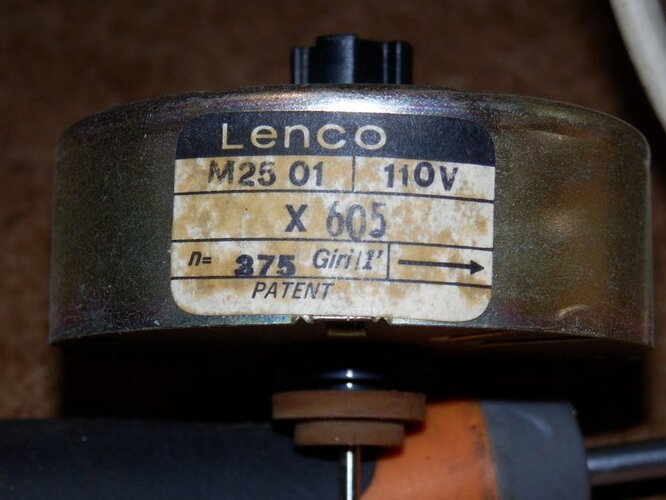 Lenco
M25 01 110V
X 605
n= 375 Giri/1'
PATENT